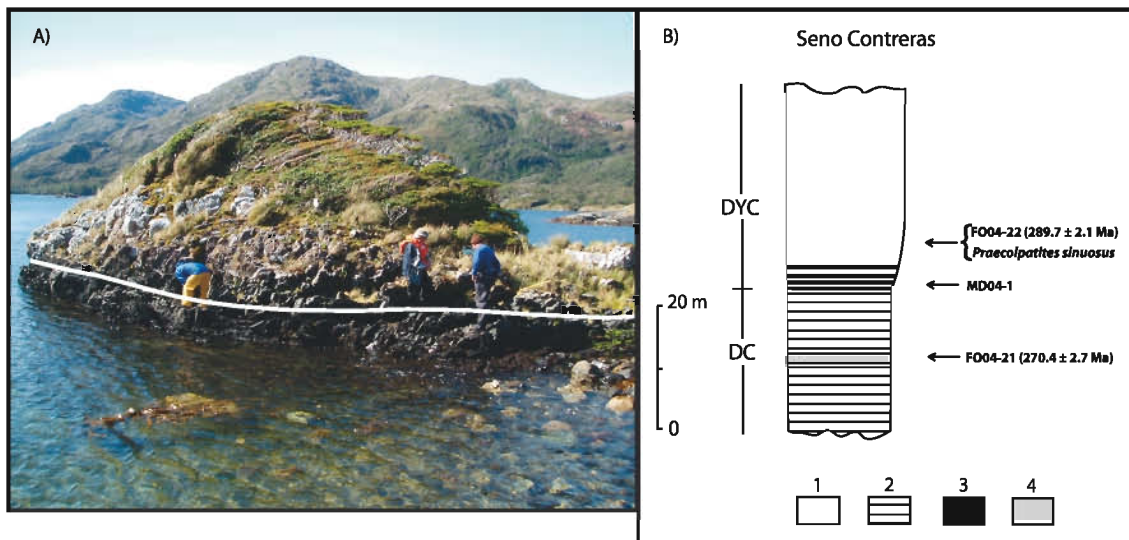 A)
B)
Seno Contreras
DYC
FO04-22 (289.7 ± 2.1 Ma)
Praecolpatites sinuosus
MD04-1
20 m
DC
FO04-21 (270.4 ± 2.7 Ma)
0
1 2 3 4